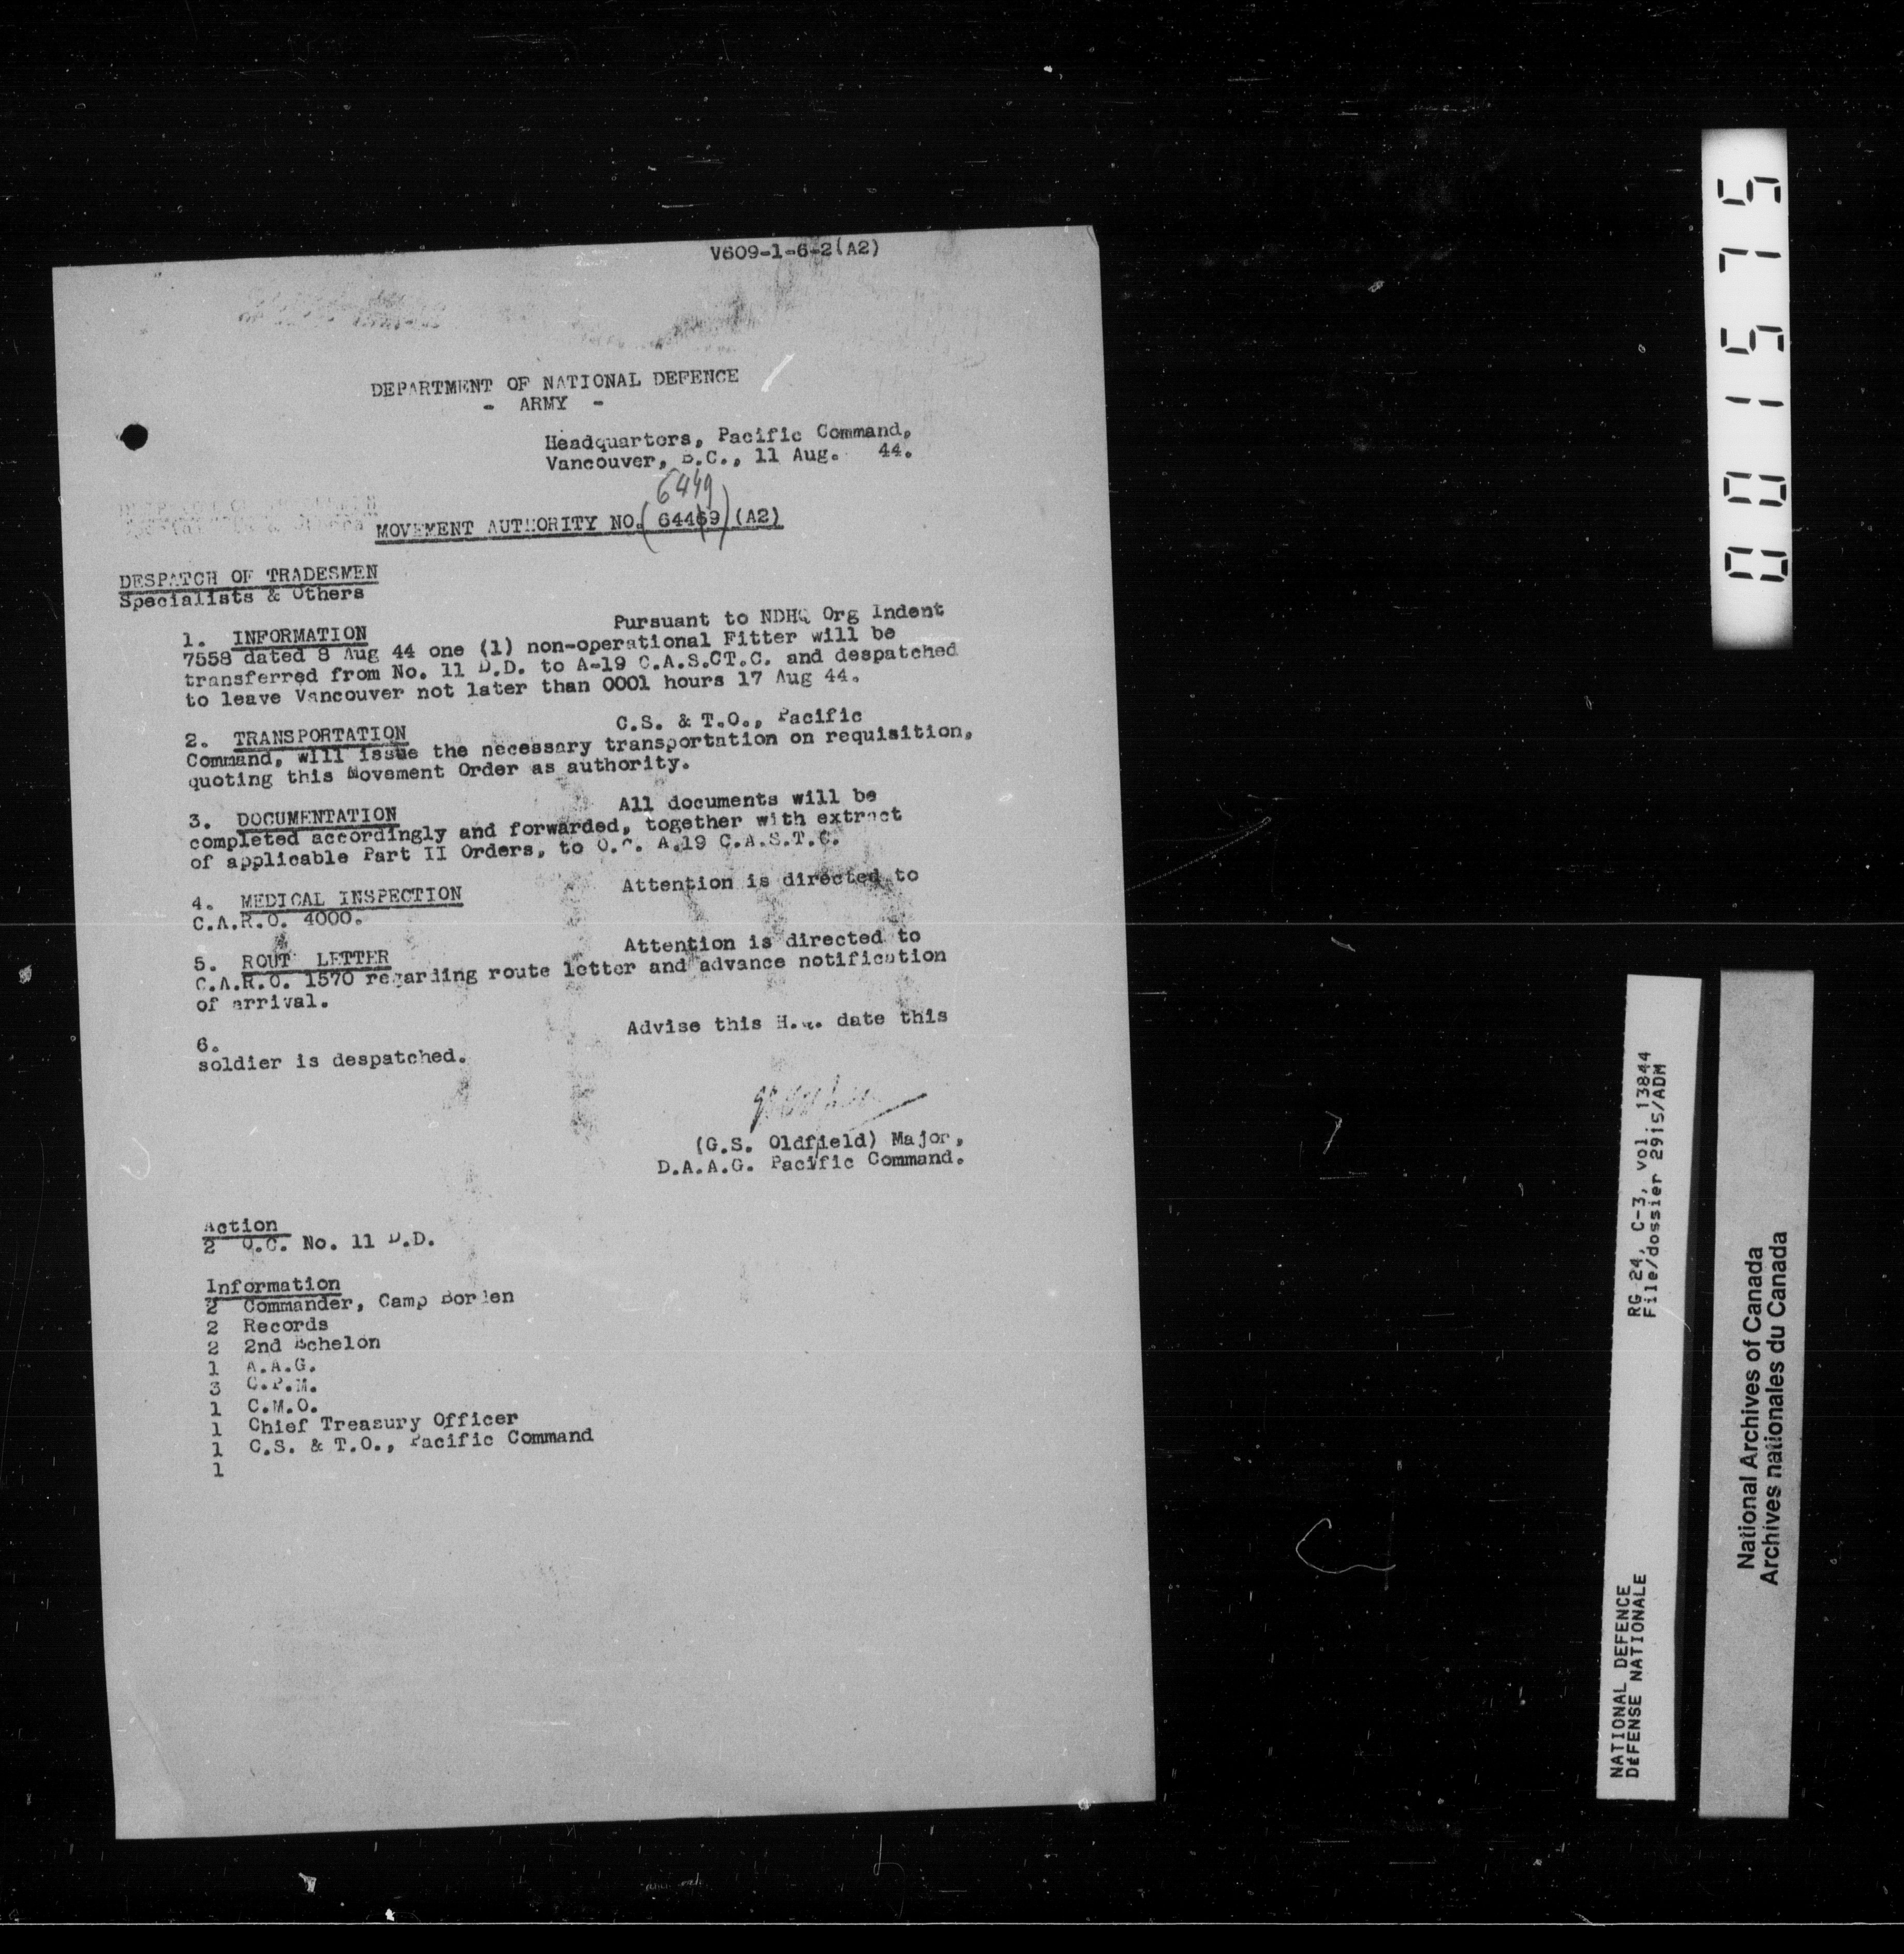 V609-1-6-2(A2)
DEPARTMENT OF NATIONAL DEFENCE
- ARMY -
Headquarters, Pacific Command,
Vancouver, B.C., 11 Aug. 44.
6449
MOVEMENT AUTHORITY NO. (64469) (A2)
DESPATCH OF TRADESMEN
Specialists & Others
1. INFORMATION Pursuant to NDHQ Org Indent
7558 dated 8 Aug 44 one (1) non-operational Fitter will be
transferred from No. 11 D.D. to A-19 C.A.S.CT.C. and despatched
to leave Vancouver not later than 0001 hours 17 Aug 44.
2. TRANSPORTATION C.S. & T.O., Pacific
Command, will issue the necessary transportation on requisition,
quoting this Movement Order as authority.
3. DOCUMENTATION All documents will be
completed accordingly and forwarded, together with extract
of applicable Part II Orders, to O.C. A.19 C.A.S.T.C.
4. MEDICAL INSPECTION Attention is directed to
C.A.R.O. 4000.
5. ROUTE LETTER Attention is directed to
C.A.R.O. 1570 regarding route letter and advance notification
of arrival.
6. Advise this H.Q. date this
soldier is despatched.
(G.S. Oldfield) Major,
D.A.A.G. Pacific Command.
Action
2 O.C. No. 11 D.D.
Information
2 Commander, Camp Borden
2 Records
2 2nd Echelon
1 A.A.G.
3 C.P.M.
1 C.M.O.
1 Chief Treasury Officer
1 C.S. & T.O., Pacific Command
1
001575
RG 24, C-3, vol. 13844
File/dossier 2915/ADM
NATIONAL DEFENCE
DÉFENSE NATIONALE
National Archives of Canada
Archives nationales du Canada